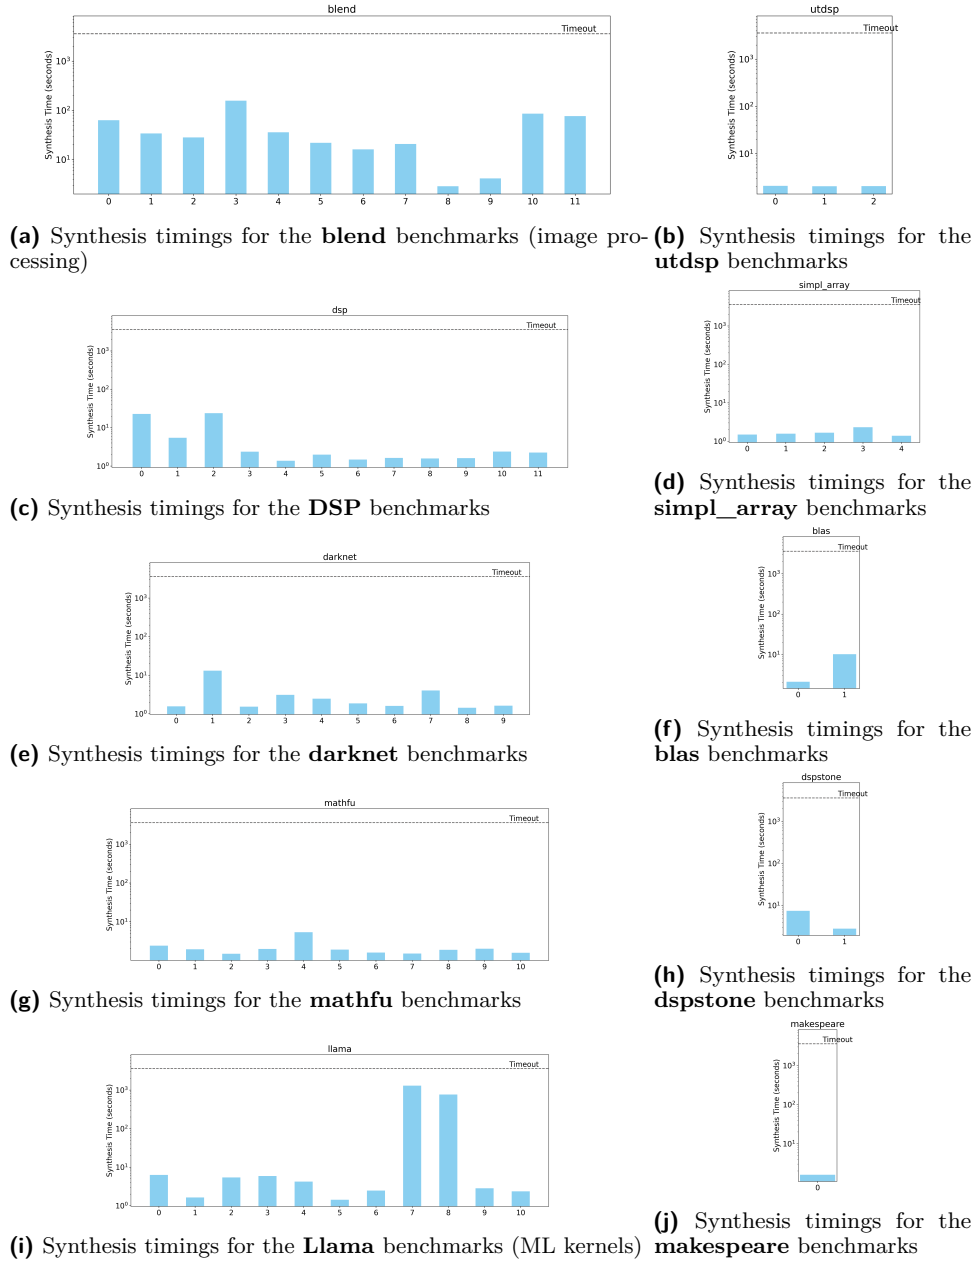 blend
Timeout
Synthesis Time (seconds)
10³
10²
10¹
0 1 2 3 4 5 6 7 8 9 10 11
(a) Synthesis timings for the blend benchmarks (image pro-
cessing)
utdsp
Timeout
Synthesis Time (seconds)
10³
10²
10¹
0 1 2
(b) Synthesis timings for the
utdsp benchmarks
dsp
Timeout
Synthesis Time (seconds)
10³
10²
10¹
10⁰
0 1 2 3 4 5 6 7 8 9 10 11
(c) Synthesis timings for the DSP benchmarks
simpl_array
Timeout
Synthesis Time (seconds)
10³
10²
10¹
10⁰
0 1 2 3 4
(d) Synthesis timings for the
simpl_array benchmarks
darknet
Timeout
Synthesis Time (seconds)
10³
10²
10¹
10⁰
0 1 2 3 4 5 6 7 8 9
(e) Synthesis timings for the darknet benchmarks
blas
Timeout
Synthesis Time (seconds)
10³
10²
10¹
0 1
(f) Synthesis timings for the
blas benchmarks
mathfu
Timeout
Synthesis Time (seconds)
10³
10²
10¹
0 1 2 3 4 5 6 7 8 9 10
(g) Synthesis timings for the mathfu benchmarks
dspstone
Timeout
Synthesis Time (seconds)
10³
10²
10¹
0 1
(h) Synthesis timings for the
dspstone benchmarks
llama
Timeout
Synthesis Time (seconds)
10³
10²
10¹
10⁰
0 1 2 3 4 5 6 7 8 9 10
(i) Synthesis timings for the Llama benchmarks (ML kernels)
makespeare
Timeout
Synthesis Time (seconds)
10³
10²
10¹
0
(j) Synthesis timings for the
makespeare benchmarks